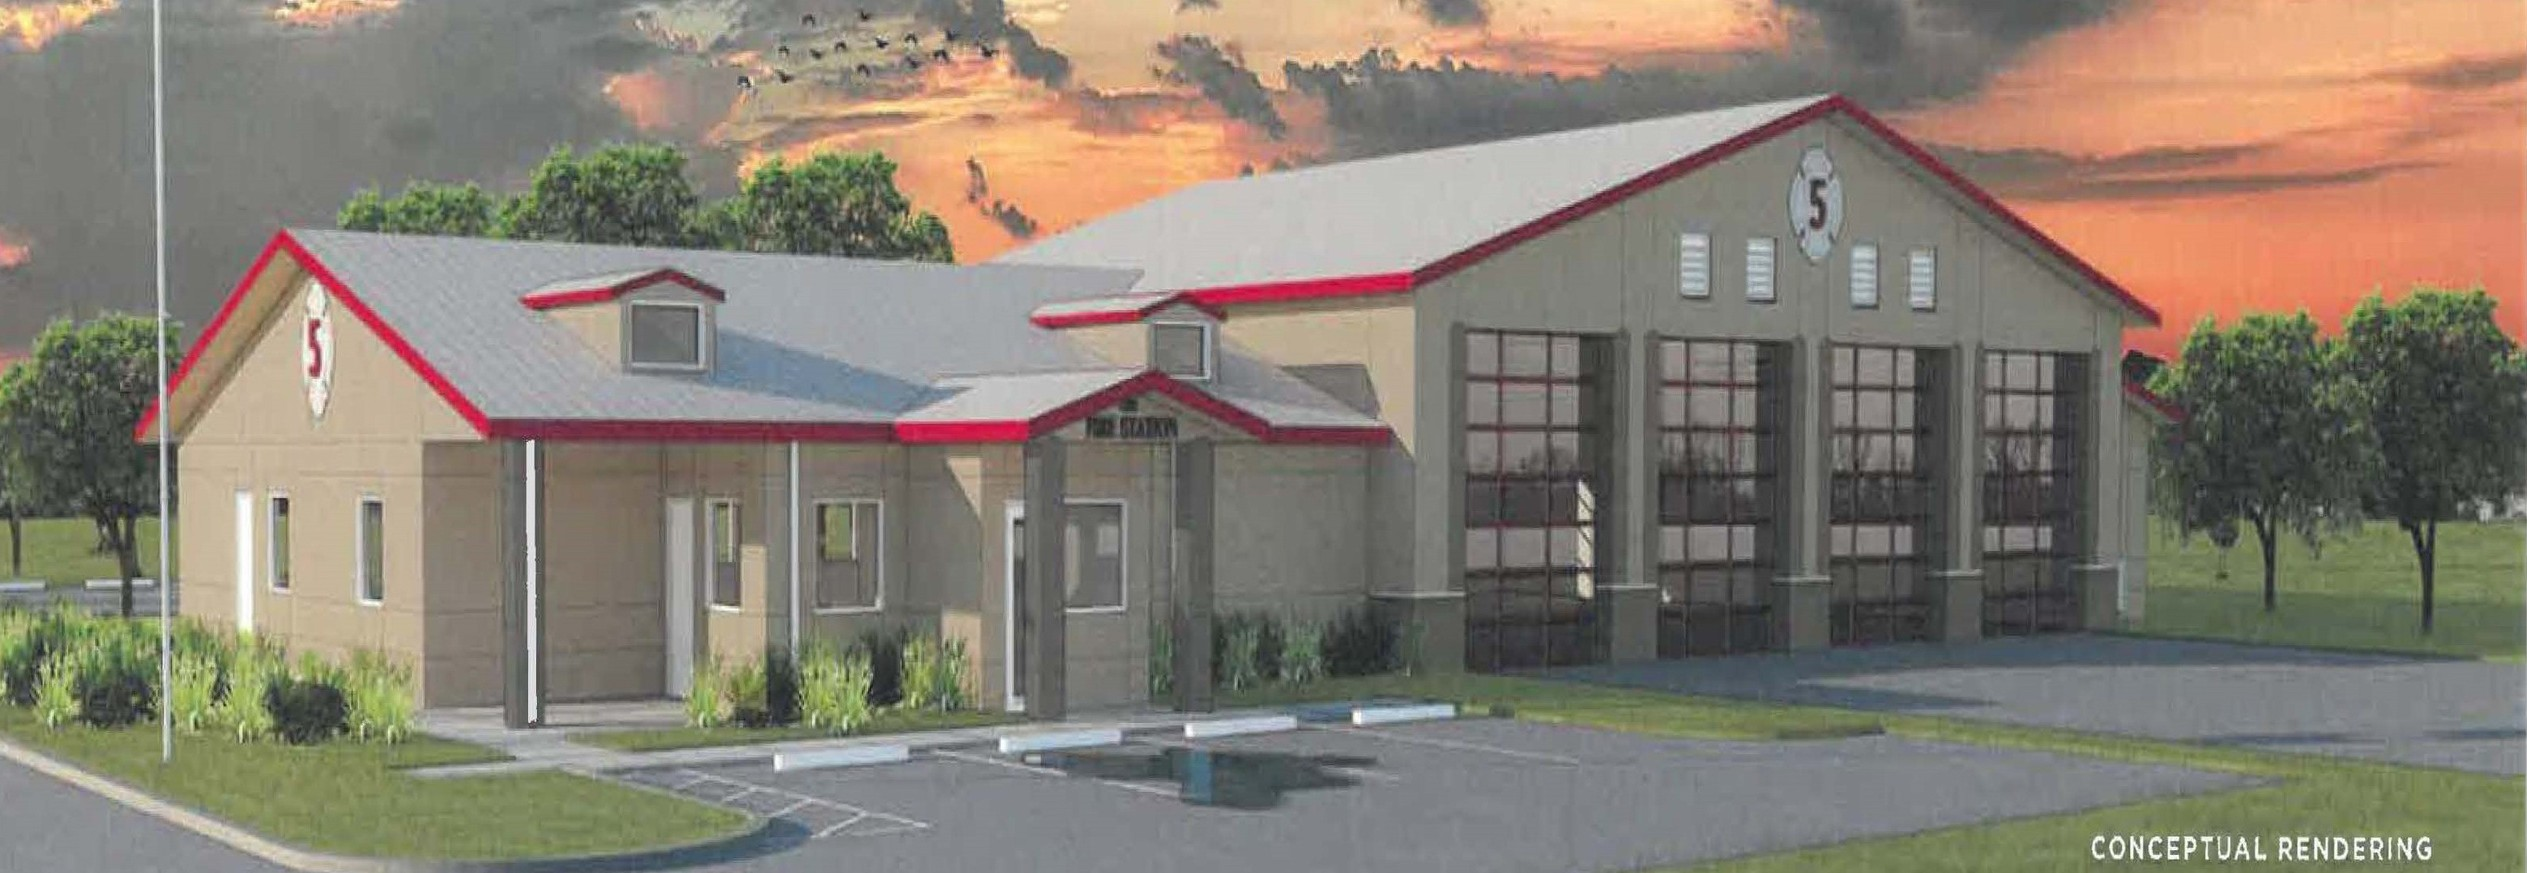 5
5
FIRE STATION
CONCEPTUAL RENDERING